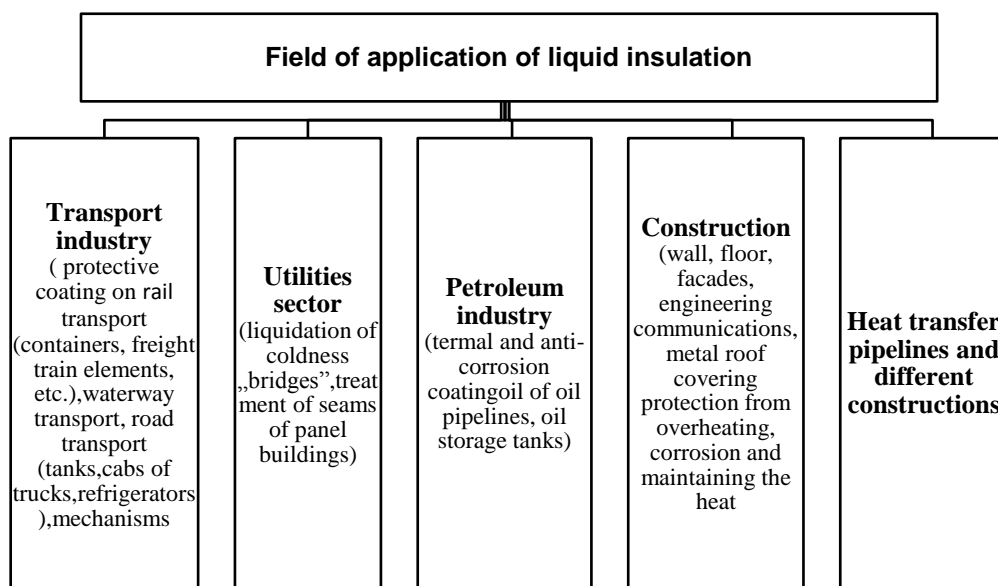 Field of application of liquid insulation
Transport
industry
( protective
coating on rail
transport
(containers, freight
train elements,
etc.),waterway
transport, road
transport
(tanks,cabs of
trucks,refrigerators
),mechanisms
Utilities
sector
(liquidation of
coldness
„bridges”,treat
ment of seams
of panel
buildings)
Petroleum
industry
(termal and anti-
corrosion
coatingoil of oil
pipelines, oil
storage tanks)
Construction
(wall, floor,
facades,
engineering
communications,
metal roof
covering
protection from
overheating,
corrosion and
maintaining the
heat
Heat transfer
pipelines and
different
constructions